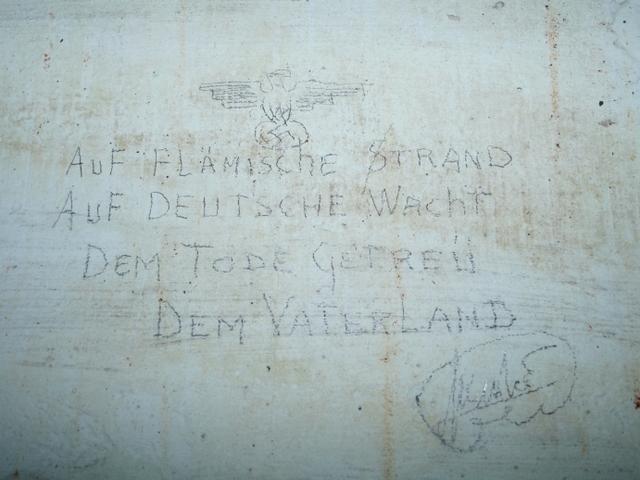 AUF FLÄMISCHE STRAND
AUF DEUTSCHE WACHT
DEM TODE GETREU
DEM VATERLAND